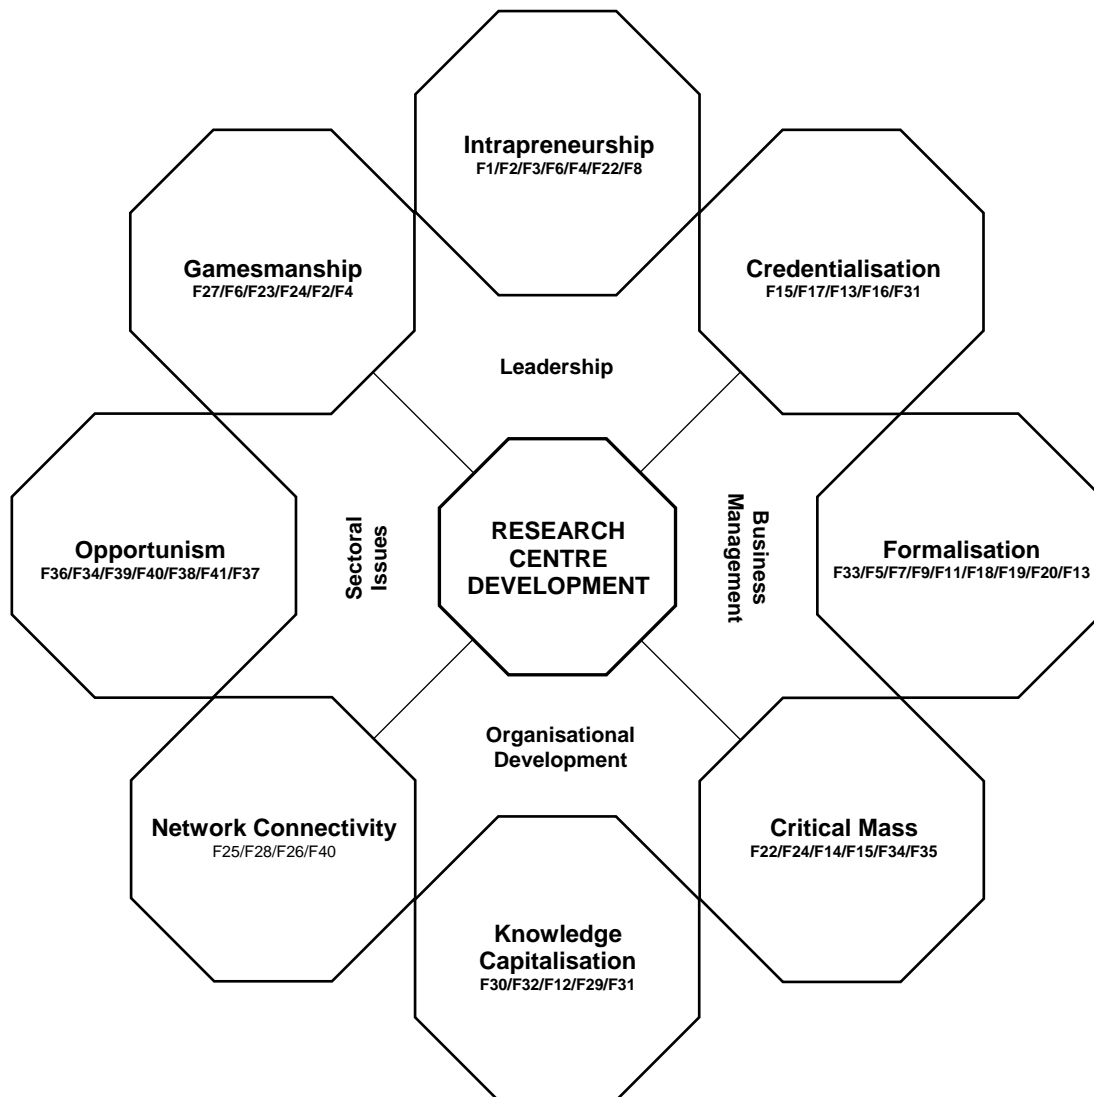 Intrapreneurship
F1/F2/F3/F6/F4/F22/F8
Gamesmanship
F27/F6/F23/F24/F2/F4
Credentialisation
F15/F17/F13/F16/F31
Leadership
Opportunism
F36/F34/F39/F40/F38/F41/F37
Sectoral
Issues
RESEARCH
CENTRE
DEVELOPMENT
Business
Management
Formalisation
F33/F5/F7/F9/F11/F18/F19/F20/F13
Organisational
Development
Network Connectivity
F25/F28/F26/F40
Critical Mass
F22/F24/F14/F15/F34/F35
Knowledge
Capitalisation
F30/F32/F12/F29/F31